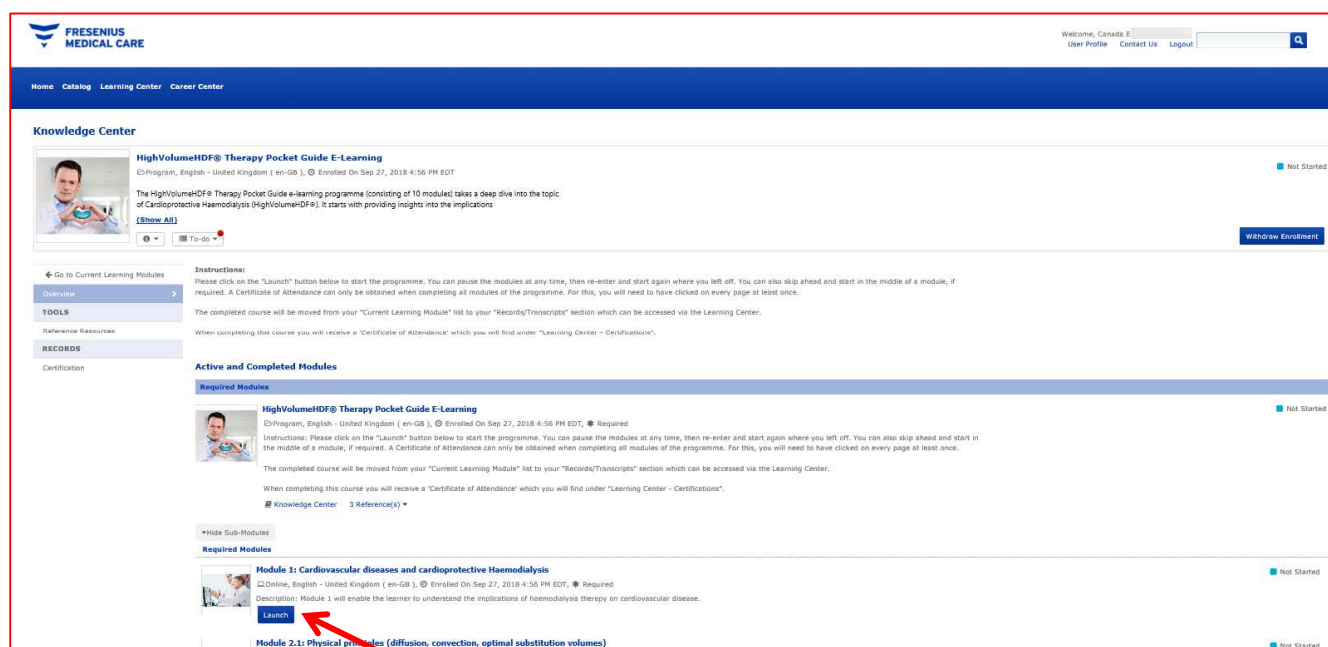 FRESENIUS
MEDICAL CARE
Welcome, Canada E
User Profile Contact Us Logout
Home Catalog Learning Center Career Center
Knowledge Center
HighVolumeHDF® Therapy Pocket Guide E-Learning
Program, English - United Kingdom ( en-GB ), Enrolled On Sep 27, 2018 4:56 PM EDT
Not Started
The HighVolumeHDF® Therapy Pocket Guide e-learning programme (consisting of 10 modules) takes a deep dive into the topic
of Cardioprotective Haemodialysis (HighVolumeHDF®). It starts with providing insights into the implications
(Show All)
To-do
Withdraw Enrollment
Go to Current Learning Modules
Overview
TOOLS
Reference Resources
RECORDS
Certification
Instructions:
Please click on the "Launch" button below to start the programme. You can pause the modules at any time, then re-enter and start again where you left off. You can also skip ahead and start in the middle of a module, if
required. A Certificate of Attendance can only be obtained when completing all modules of the programme. For this, you will need to have clicked on every page at least once.
The completed course will be moved from your "Current Learning Module" list to your "Records/Transcripts" section which can be accessed via the Learning Center.
When completing this course you will receive a 'Certificate of Attendance' which you will find under "Learning Center - Certifications".
Active and Completed Modules
Required Modules
HighVolumeHDF® Therapy Pocket Guide E-Learning
Not Started
Program, English - United Kingdom ( en-GB ), Enrolled On Sep 27, 2018 4:56 PM EDT, Required
Instructions: Please click on the "Launch" button below to start the programme. You can pause the modules at any time, then re-enter and start again where you left off. You can also skip ahead and start in
the middle of a module, if required. A Certificate of Attendance can only be obtained when completing all modules of the programme. For this, you will need to have clicked on every page at least once.
The completed course will be moved from your "Current Learning Module" list to your "Records/Transcripts" section which can be accessed via the Learning Center.
When completing this course you will receive a 'Certificate of Attendance' which you will find under "Learning Center - Certifications".
Knowledge Center 3 Reference(s)
Hide Sub-Modules
Required Modules
Module 1: Cardiovascular diseases and cardioprotective Haemodialysis
Not Started
Online, English - United Kingdom ( en-GB ), Enrolled On Sep 27, 2018 4:56 PM EDT, Required
Description: Module 1 will enable the learner to understand the implications of haemodialysis therapy on cardiovascular disease.
Launch
Module 2.1: Physical principles (diffusion, convection, optimal substitution volumes)
Not Started